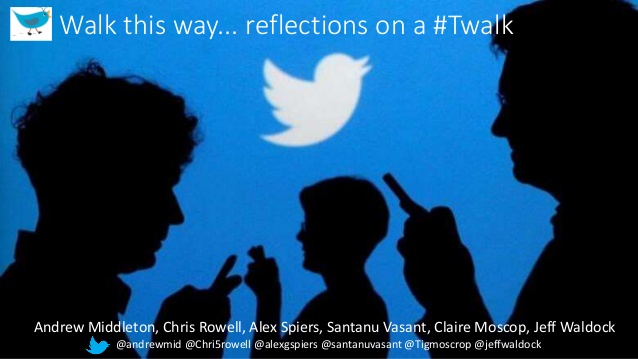 Walk this way... reflections on a #Twalk
Andrew Middleton, Chris Rowell, Alex Spiers, Santanu Vasant, Claire Moscop, Jeff Waldock
@andrewmid @Chri5rowell @alexgspiers @santanuvasant @Tigmoscrop @jeffwaldock